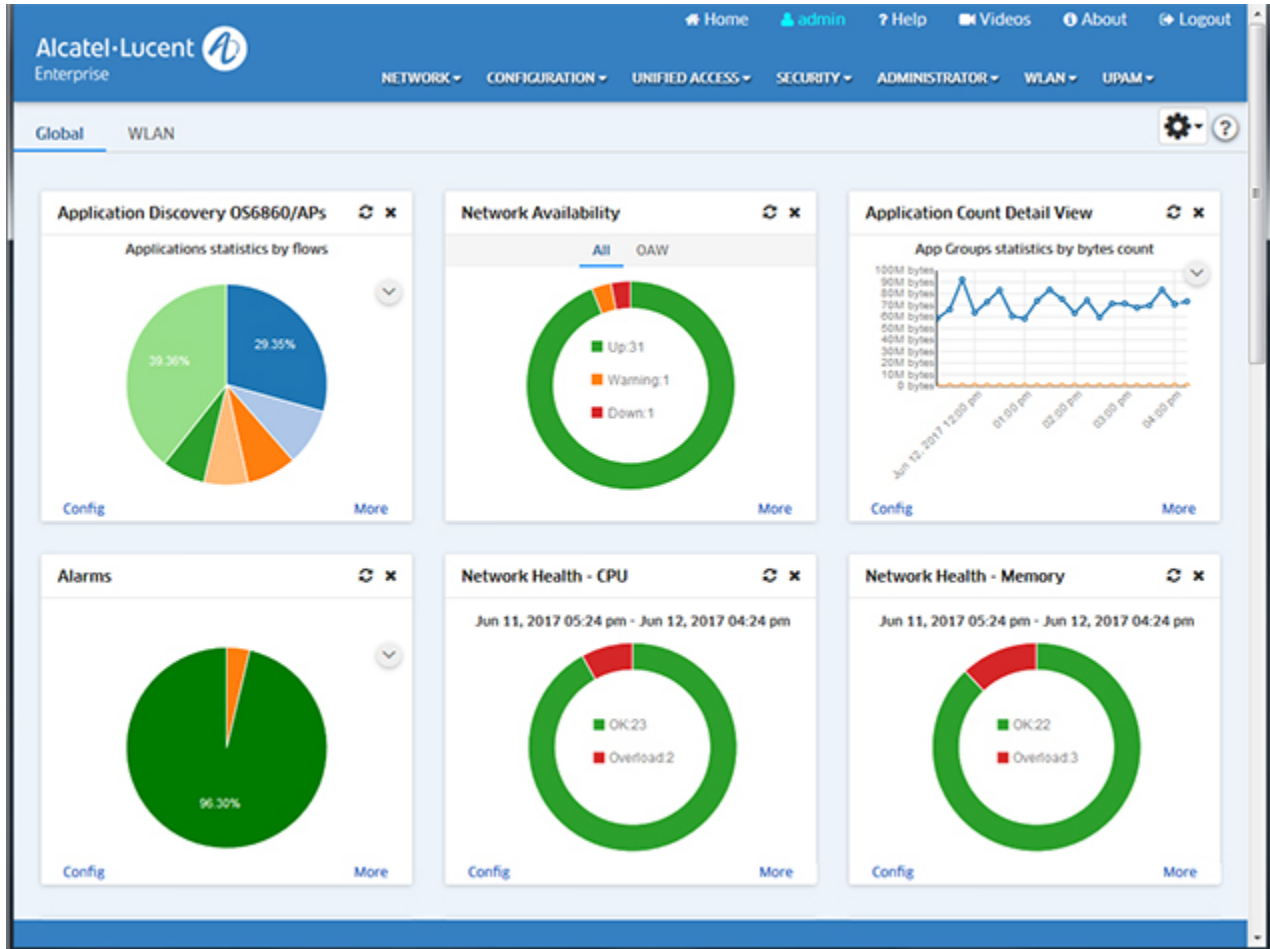 Home admin ? Help Videos About Logout
Alcatel·Lucent
Enterprise
NETWORK CONFIGURATION UNIFIED ACCESS SECURITY ADMINISTRATOR WLAN UPAM
Global WLAN
?
Application Discovery OS6860/APs
Applications statistics by flows
39.36%
29.35%
Config More
Network Availability
All OAW
Up:31
Warning:1
Down:1
More
Application Count Detail View
App Groups statistics by bytes count
100M bytes
90M bytes
80M bytes
70M bytes
60M bytes
50M bytes
40M bytes
30M bytes
20M bytes
10M bytes
0 bytes
Jun 12, 2017 12:00 pm
01:00 pm
02:00 pm
03:00 pm
04:00 pm
Config More
Alarms
96.30%
Config More
Network Health - CPU
Jun 11, 2017 05:24 pm - Jun 12, 2017 04:24 pm
OK:23
Overload:2
Config More
Network Health - Memory
Jun 11, 2017 05:24 pm - Jun 12, 2017 04:24 pm
OK:22
Overload:3
Config More